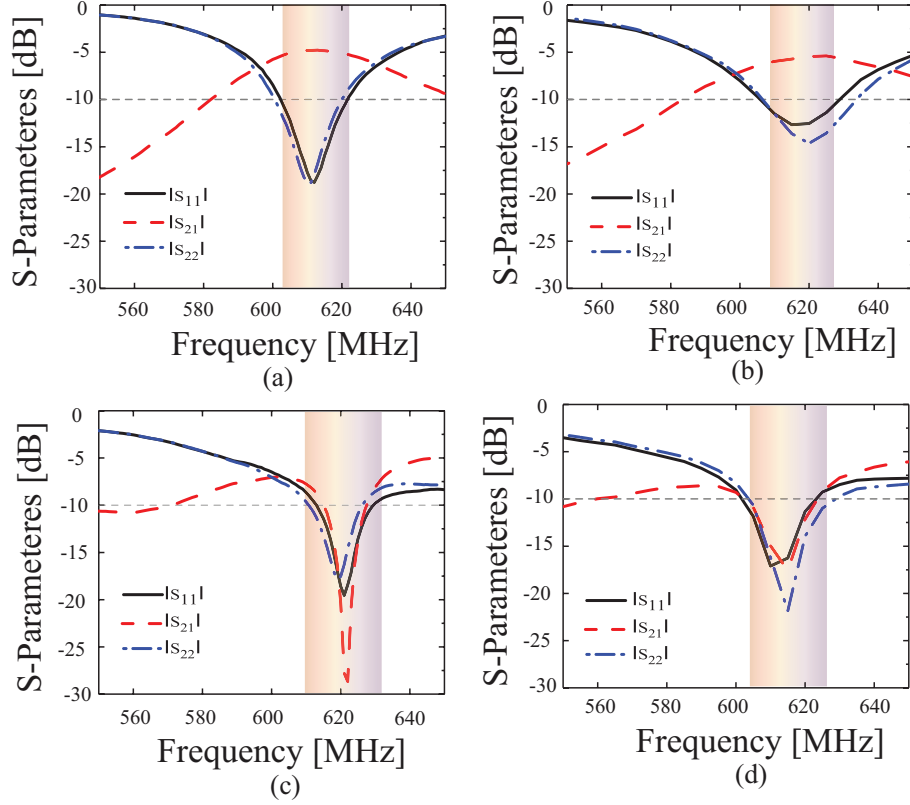 S-Parameteres [dB]
0
-5
-10
-15
-20
-25
-30
|S11|
|S21|
|S22|
560 580 600 620 640
Frequency [MHz]
(a)
S-Parameteres [dB]
0
-5
-10
-15
-20
-25
-30
|S11|
|S21|
|S22|
560 580 600 620 640
Frequency [MHz]
(b)
S-Parameteres [dB]
0
-5
-10
-15
-20
-25
-30
|S11|
|S21|
|S22|
560 580 600 620 640
Frequency [MHz]
(c)
S-Parameteres [dB]
0
-5
-10
-15
-20
-25
-30
|S11|
|S21|
|S22|
560 580 600 620 640
Frequency [MHz]
(d)